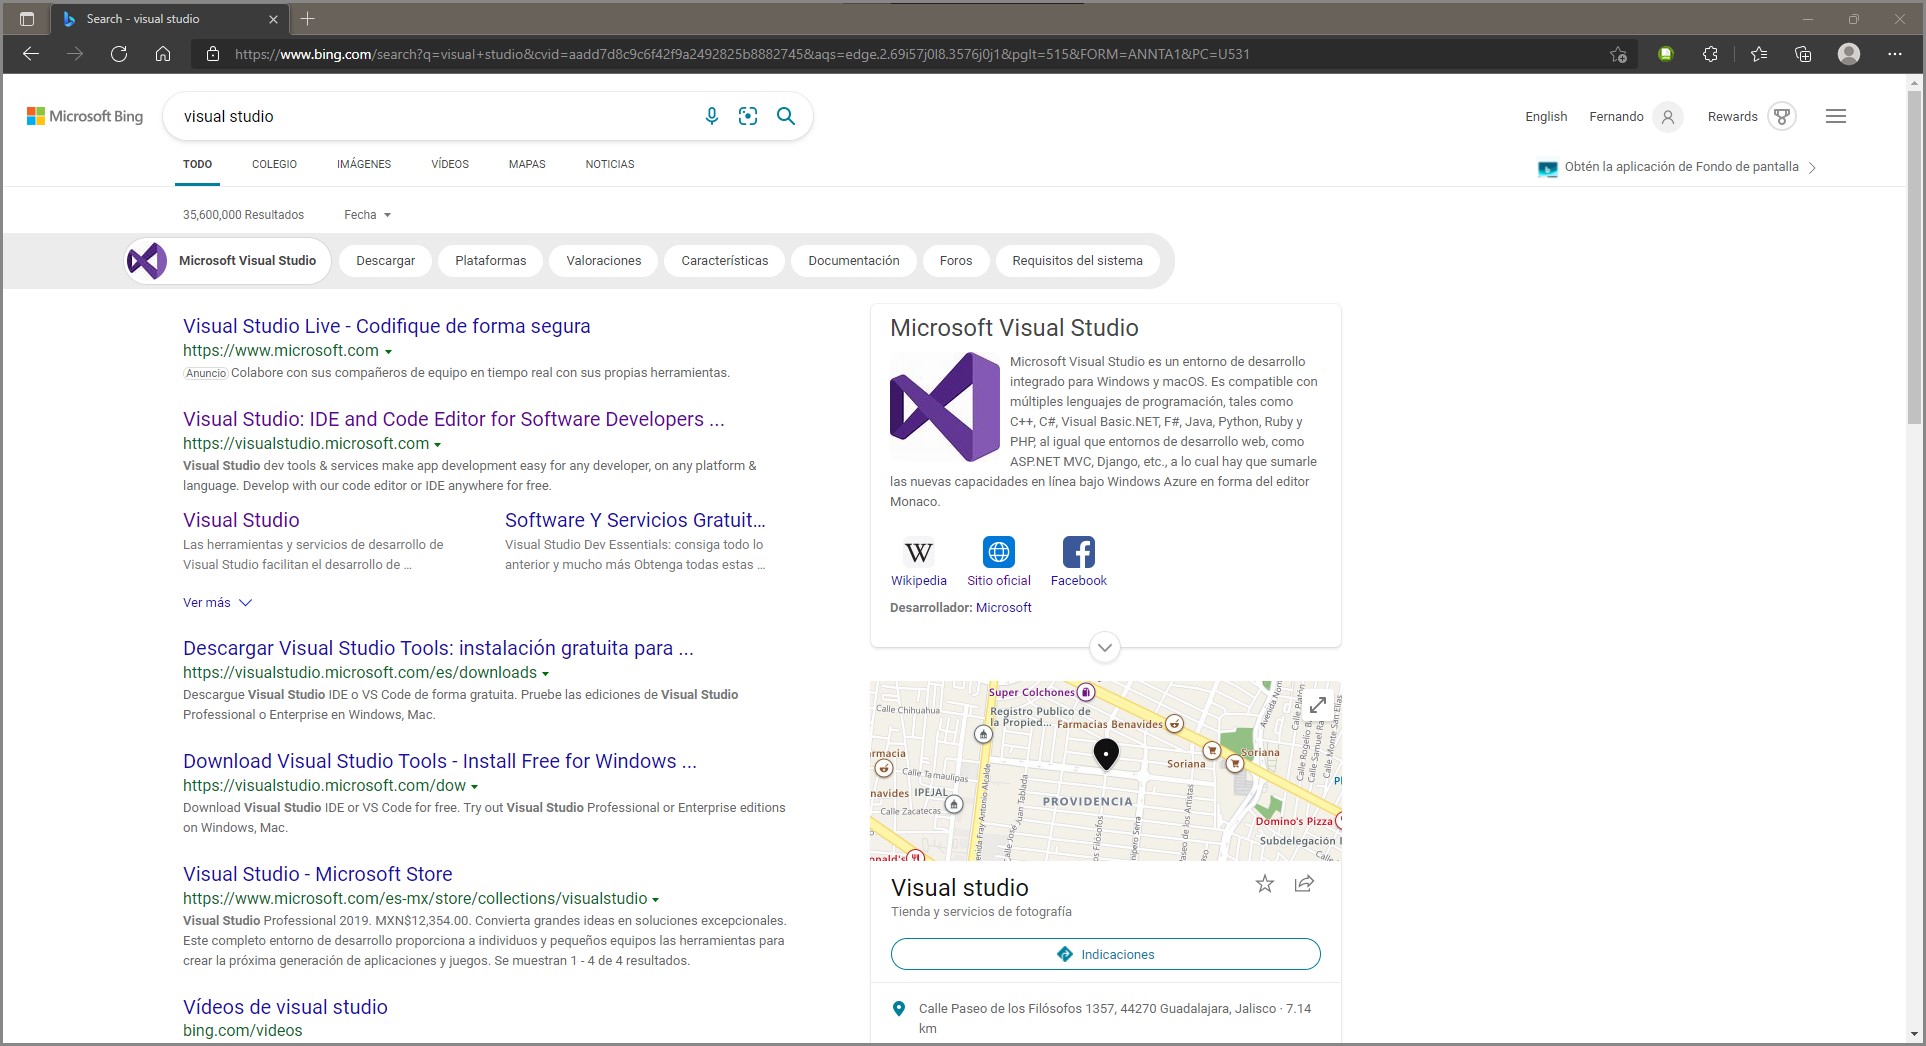 Search - visual studio
https://www.bing.com/search?q=visual+studio&cvid=aadd7d8c9c6f42f9a2492825b8882745&aqs=edge.2.69i57j0l8.3576j0j1&pglt=515&FORM=ANNTA1&PC=U531
Microsoft Bing
visual studio
English
Fernando
Rewards
TODO
COLEGIO
IMÁGENES
VÍDEOS
MAPAS
NOTICIAS
Obtén la aplicación de Fondo de pantalla
35,600,000 Resultados
Fecha
Microsoft Visual Studio
Descargar
Plataformas
Valoraciones
Características
Documentación
Foros
Requisitos del sistema
Visual Studio Live - Codifique de forma segura
https://www.microsoft.com
Anuncio Colabore con sus compañeros de equipo en tiempo real con sus propias herramientas.
Visual Studio: IDE and Code Editor for Software Developers ...
https://visualstudio.microsoft.com
Visual Studio dev tools & services make app development easy for any developer, on any platform &
language. Develop with our code editor or IDE anywhere for free.
Visual Studio
Las herramientas y servicios de desarrollo de
Visual Studio facilitan el desarrollo de ...
Software Y Servicios Gratuit...
Visual Studio Dev Essentials: consiga todo lo
anterior y mucho más Obtenga todas estas ...
Ver más
Descargar Visual Studio Tools: instalación gratuita para ...
https://visualstudio.microsoft.com/es/downloads
Descargue Visual Studio IDE o VS Code de forma gratuita. Pruebe las ediciones de Visual Studio
Professional o Enterprise en Windows, Mac.
Download Visual Studio Tools - Install Free for Windows ...
https://visualstudio.microsoft.com/dow
Download Visual Studio IDE or VS Code for free. Try out Visual Studio Professional or Enterprise editions
on Windows, Mac.
Visual Studio - Microsoft Store
https://www.microsoft.com/es-mx/store/collections/visualstudio
Visual Studio Professional 2019. MXN$12,354.00. Convierta grandes ideas en soluciones excepcionales.
Este completo entorno de desarrollo proporciona a individuos y pequeños equipos las herramientas para
crear la próxima generación de aplicaciones y juegos. Se muestran 1 - 4 de 4 resultados.
Vídeos de visual studio
bing.com/videos
Microsoft Visual Studio
Microsoft Visual Studio es un entorno de desarrollo
integrado para Windows y macOS. Es compatible con
múltiples lenguajes de programación, tales como
C++, C#, Visual Basic.NET, F#, Java, Python, Ruby y
PHP, al igual que entornos de desarrollo web, como
ASP.NET MVC, Django, etc., a lo cual hay que sumarle
las nuevas capacidades en línea bajo Windows Azure en forma del editor
Monaco.
W
Wikipedia
Sitio oficial
Facebook
Desarrollador: Microsoft
Super Colchones
Calle Chihuahua
Registro Publico de
la Propied...
Farmacias Benavides
Soriana
Soriana
Calle Tamaulipas
IPEJAL
Calle Zacatecas
PROVIDENCIA
Calle José Juan Tablada
Domino's Pizza
Subdelegación
Visual studio
Tienda y servicios de fotografía
Indicaciones
Calle Paseo de los Filósofos 1357, 44270 Guadalajara, Jalisco · 7.14
km